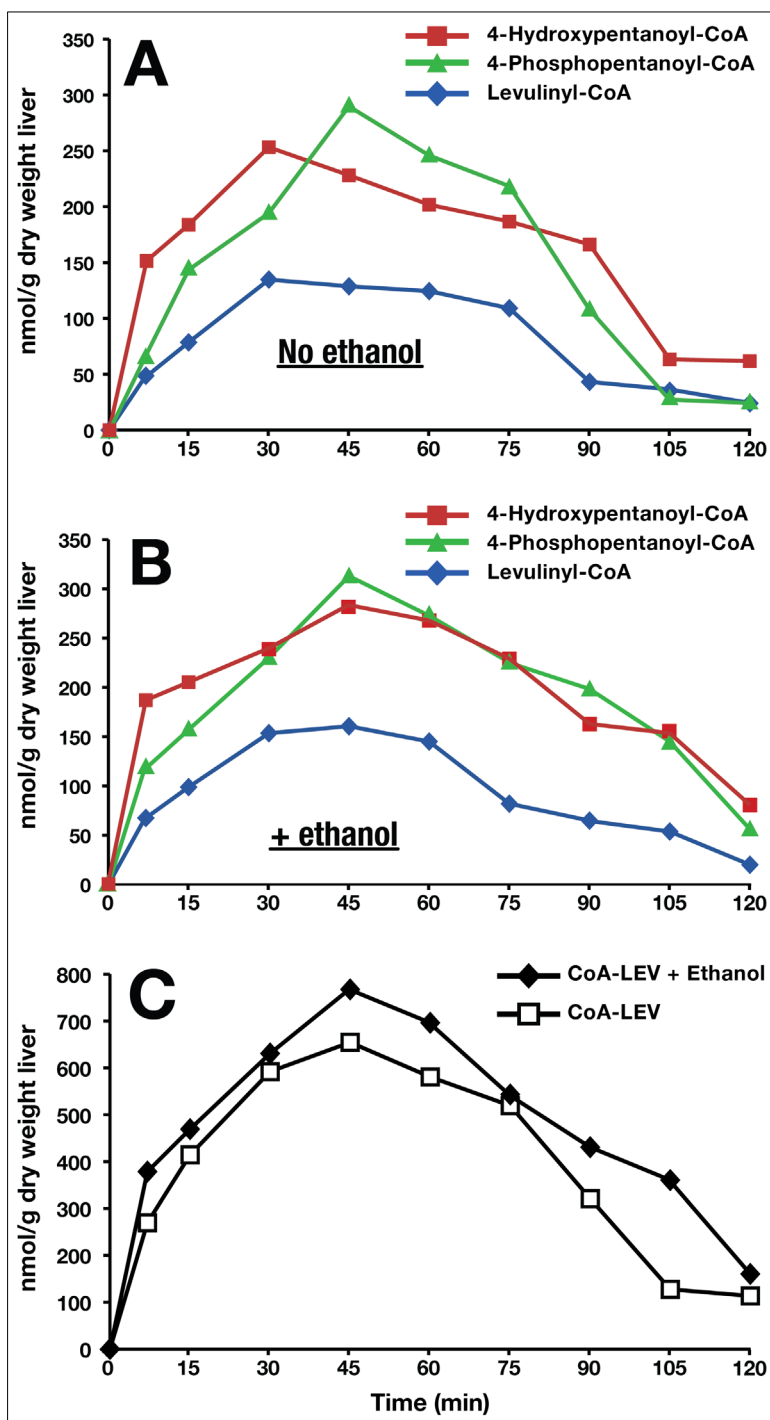 A
4-Hydroxypentanoyl-CoA
4-Phosphopentanoyl-CoA
Levulinyl-CoA
nmol/g dry weight liver
350
300
250
200
150
100
50
0
No ethanol
0 15 30 45 60 75 90 105 120
B
4-Hydroxypentanoyl-CoA
4-Phosphopentanoyl-CoA
Levulinyl-CoA
nmol/g dry weight liver
350
300
250
200
150
100
50
0
+ ethanol
0 15 30 45 60 75 90 105 120
C
CoA-LEV + Ethanol
CoA-LEV
nmol/g dry weight liver
800
700
600
500
400
300
200
100
0
0 15 30 45 60 75 90 105 120
Time (min)